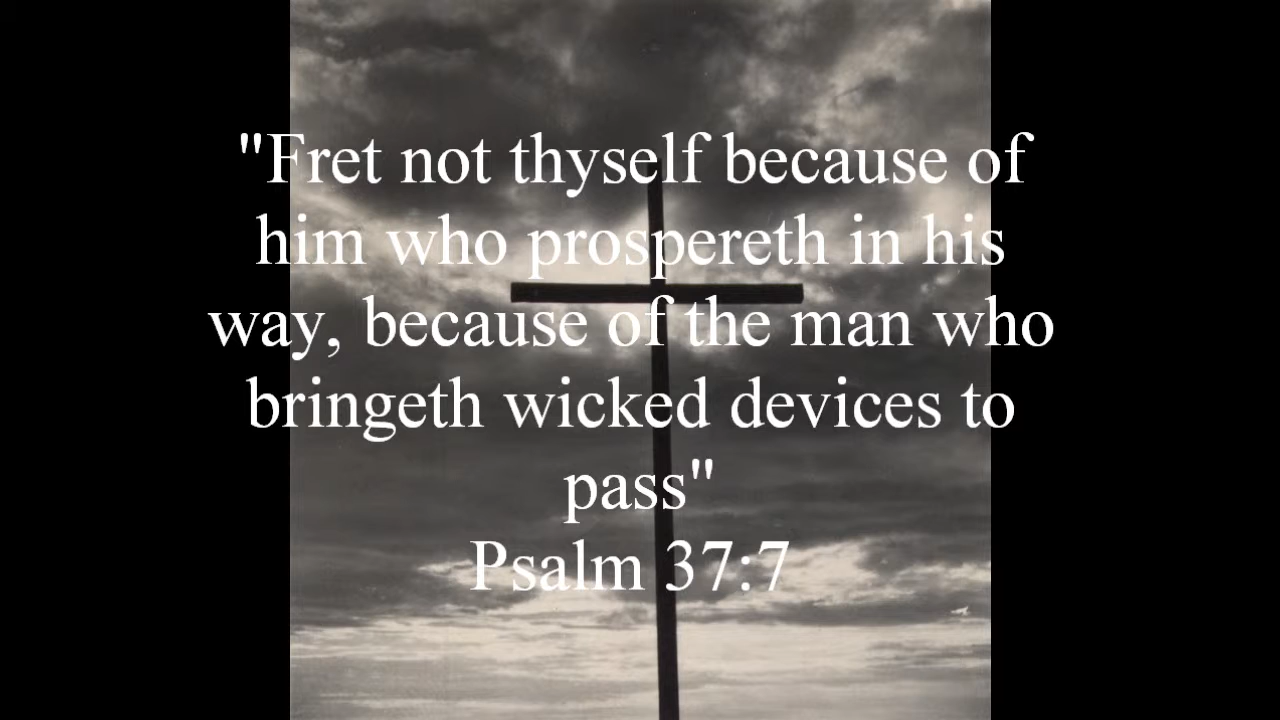 "Fret not thyself because of
him who prospereth in his
way, because of the man who
bringeth wicked devices to
pass"
Psalm 37:7